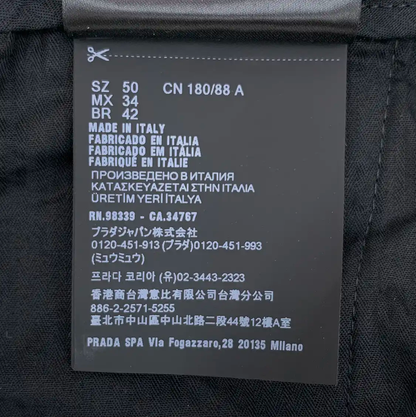 SZ 50 CN 180/88 A
MX 34
BR 42
MADE IN ITALY
FABRICADO EN ITALIA
FABRICADO EM ITÁLIA
FABRIQUÉ EN ITALIE
ПРОИЗВЕДЕНО В ИТАЛИЯ
ΚΑΤΑΣΚΕΥΑΖΕΤΑΙ ΣΤΗΝ ΙΤΑΛΙΑ
ÜRETİM YERİ İTALYA
RN.98339 - CA.34767
プラダジャパン株式会社
0120-451-913 (プラダ) 0120-451-993
(ミュウミュウ)
프라다 코리아 (유) 02-3443-2323
香港商台灣意比有限公司台灣分公司
886-2-2571-5255
臺北市中山區中山北路二段44號12樓A室
PRADA SPA Via Fogazzaro,28 20135 Milano